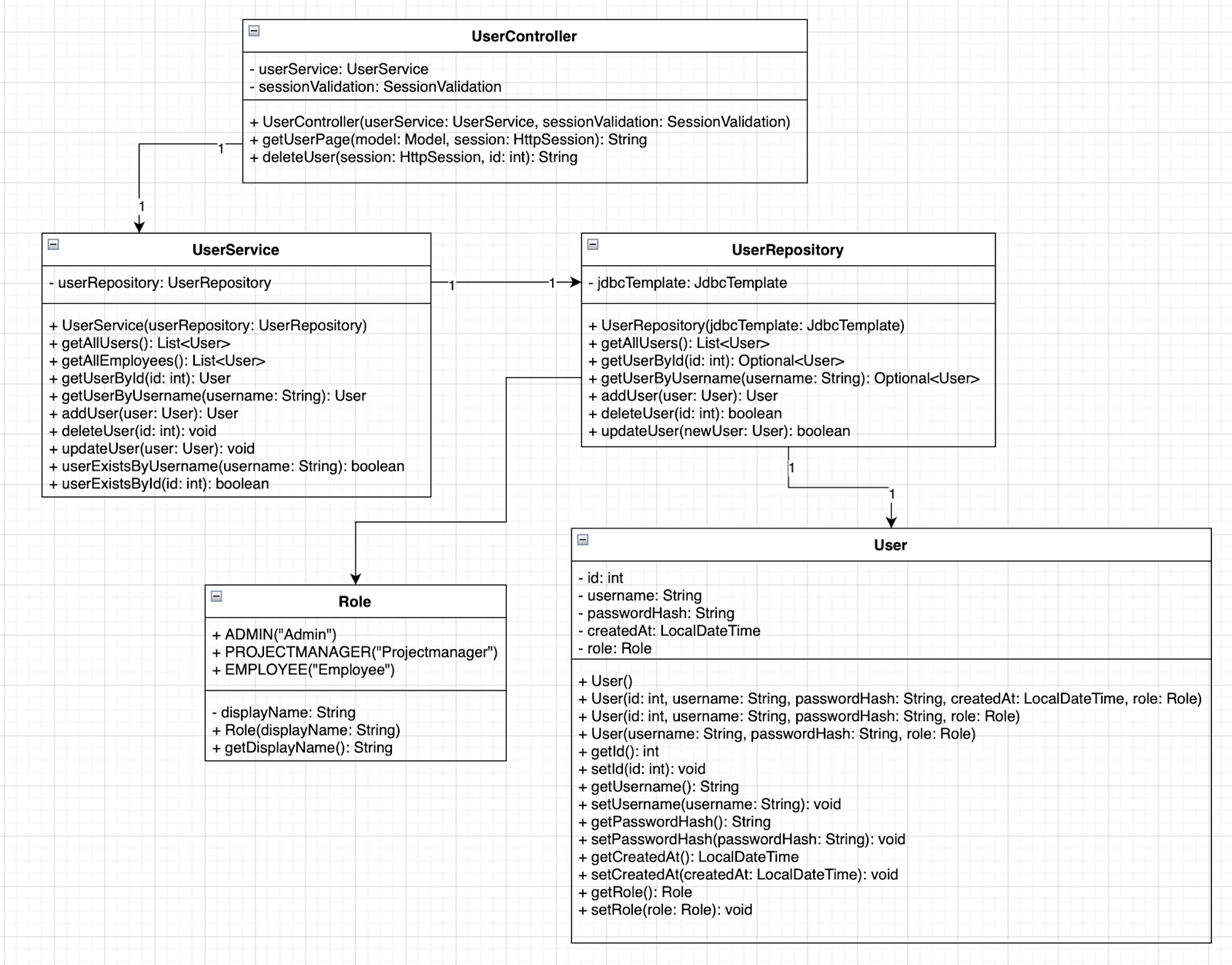 UserController
- userService: UserService
- sessionValidation: SessionValidation
+ UserController(userService: UserService, sessionValidation: SessionValidation)
+ getUserPage(model: Model, session: HttpSession): String
+ deleteUser(session: HttpSession, id: int): String
1
1
UserService
- userRepository: UserRepository
+ UserService(userRepository: UserRepository)
+ getAllUsers(): List<User>
+ getAllEmployees(): List<User>
+ getUserById(id: int): User
+ getUserByUsername(username: String): User
+ addUser(user: User): User
+ deleteUser(id: int): void
+ updateUser(user: User): void
+ userExistsByUsername(username: String): boolean
+ userExistsById(id: int): boolean
1
1
UserRepository
- jdbcTemplate: JdbcTemplate
+ UserRepository(jdbcTemplate: JdbcTemplate)
+ getAllUsers(): List<User>
+ getUserById(id: int): Optional<User>
+ getUserByUsername(username: String): Optional<User>
+ addUser(user: User): User
+ deleteUser(id: int): boolean
+ updateUser(newUser: User): boolean
1
1
Role
+ ADMIN("Admin")
+ PROJECTMANAGER("Projectmanager")
+ EMPLOYEE("Employee")
- displayName: String
+ Role(displayName: String)
+ getDisplayName(): String
User
- id: int
- username: String
- passwordHash: String
- createdAt: LocalDateTime
- role: Role
+ User()
+ User(id: int, username: String, passwordHash: String, createdAt: LocalDateTime, role: Role)
+ User(id: int, username: String, passwordHash: String, role: Role)
+ User(username: String, passwordHash: String, role: Role)
+ getId(): int
+ setId(id: int): void
+ getUsername(): String
+ setUsername(username: String): void
+ getPasswordHash(): String
+ setPasswordHash(passwordHash: String): void
+ getCreatedAt(): LocalDateTime
+ setCreatedAt(createdAt: LocalDateTime): void
+ getRole(): Role
+ setRole(role: Role): void